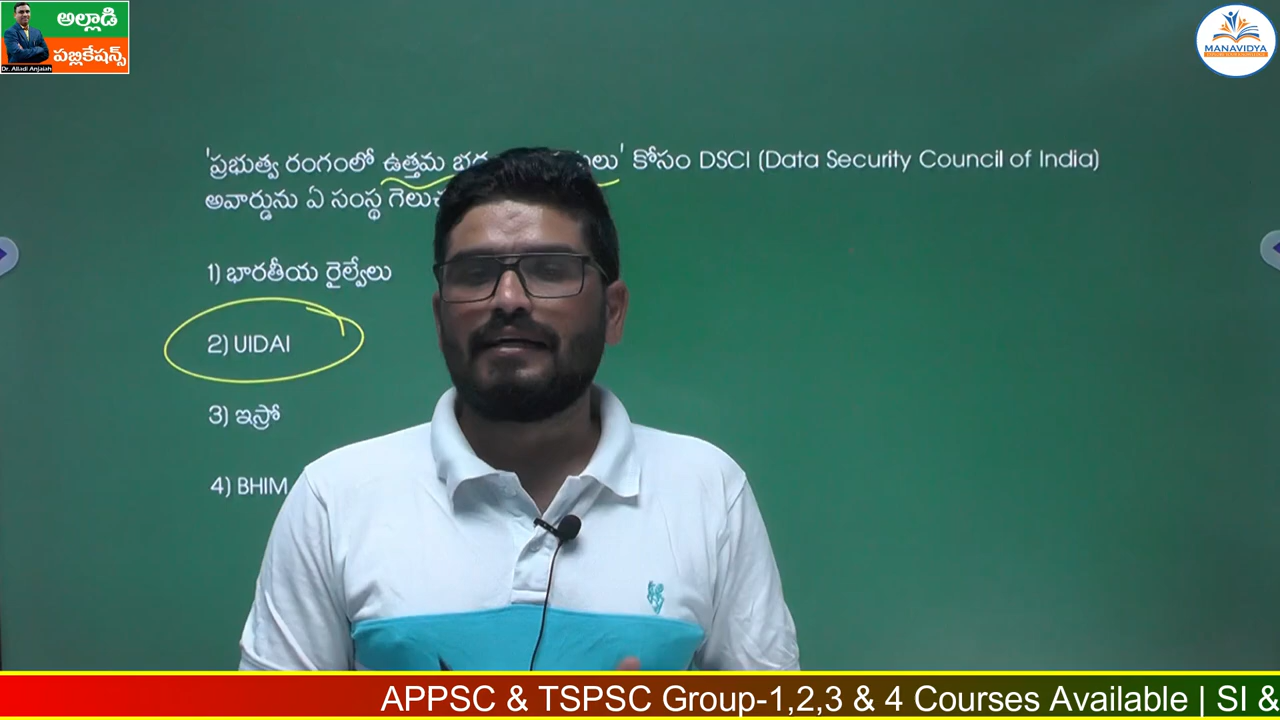 అల్లాడి
పబ్లికేషన్స్
Dr. Alladi Anjaiah
MANAVIDYA
'ప్రభుత్వ రంగంలో ఉత్తమ కోసం DSCI (Data Security Council of India)
అవార్డును ఏ సంస్థ
1) భారతీయ రైల్వేలు
2) UIDAI
3) ఇస్రో
4) BHIM
APPSC & TSPSC Group-1,2,3 & 4 Courses Available | SI &